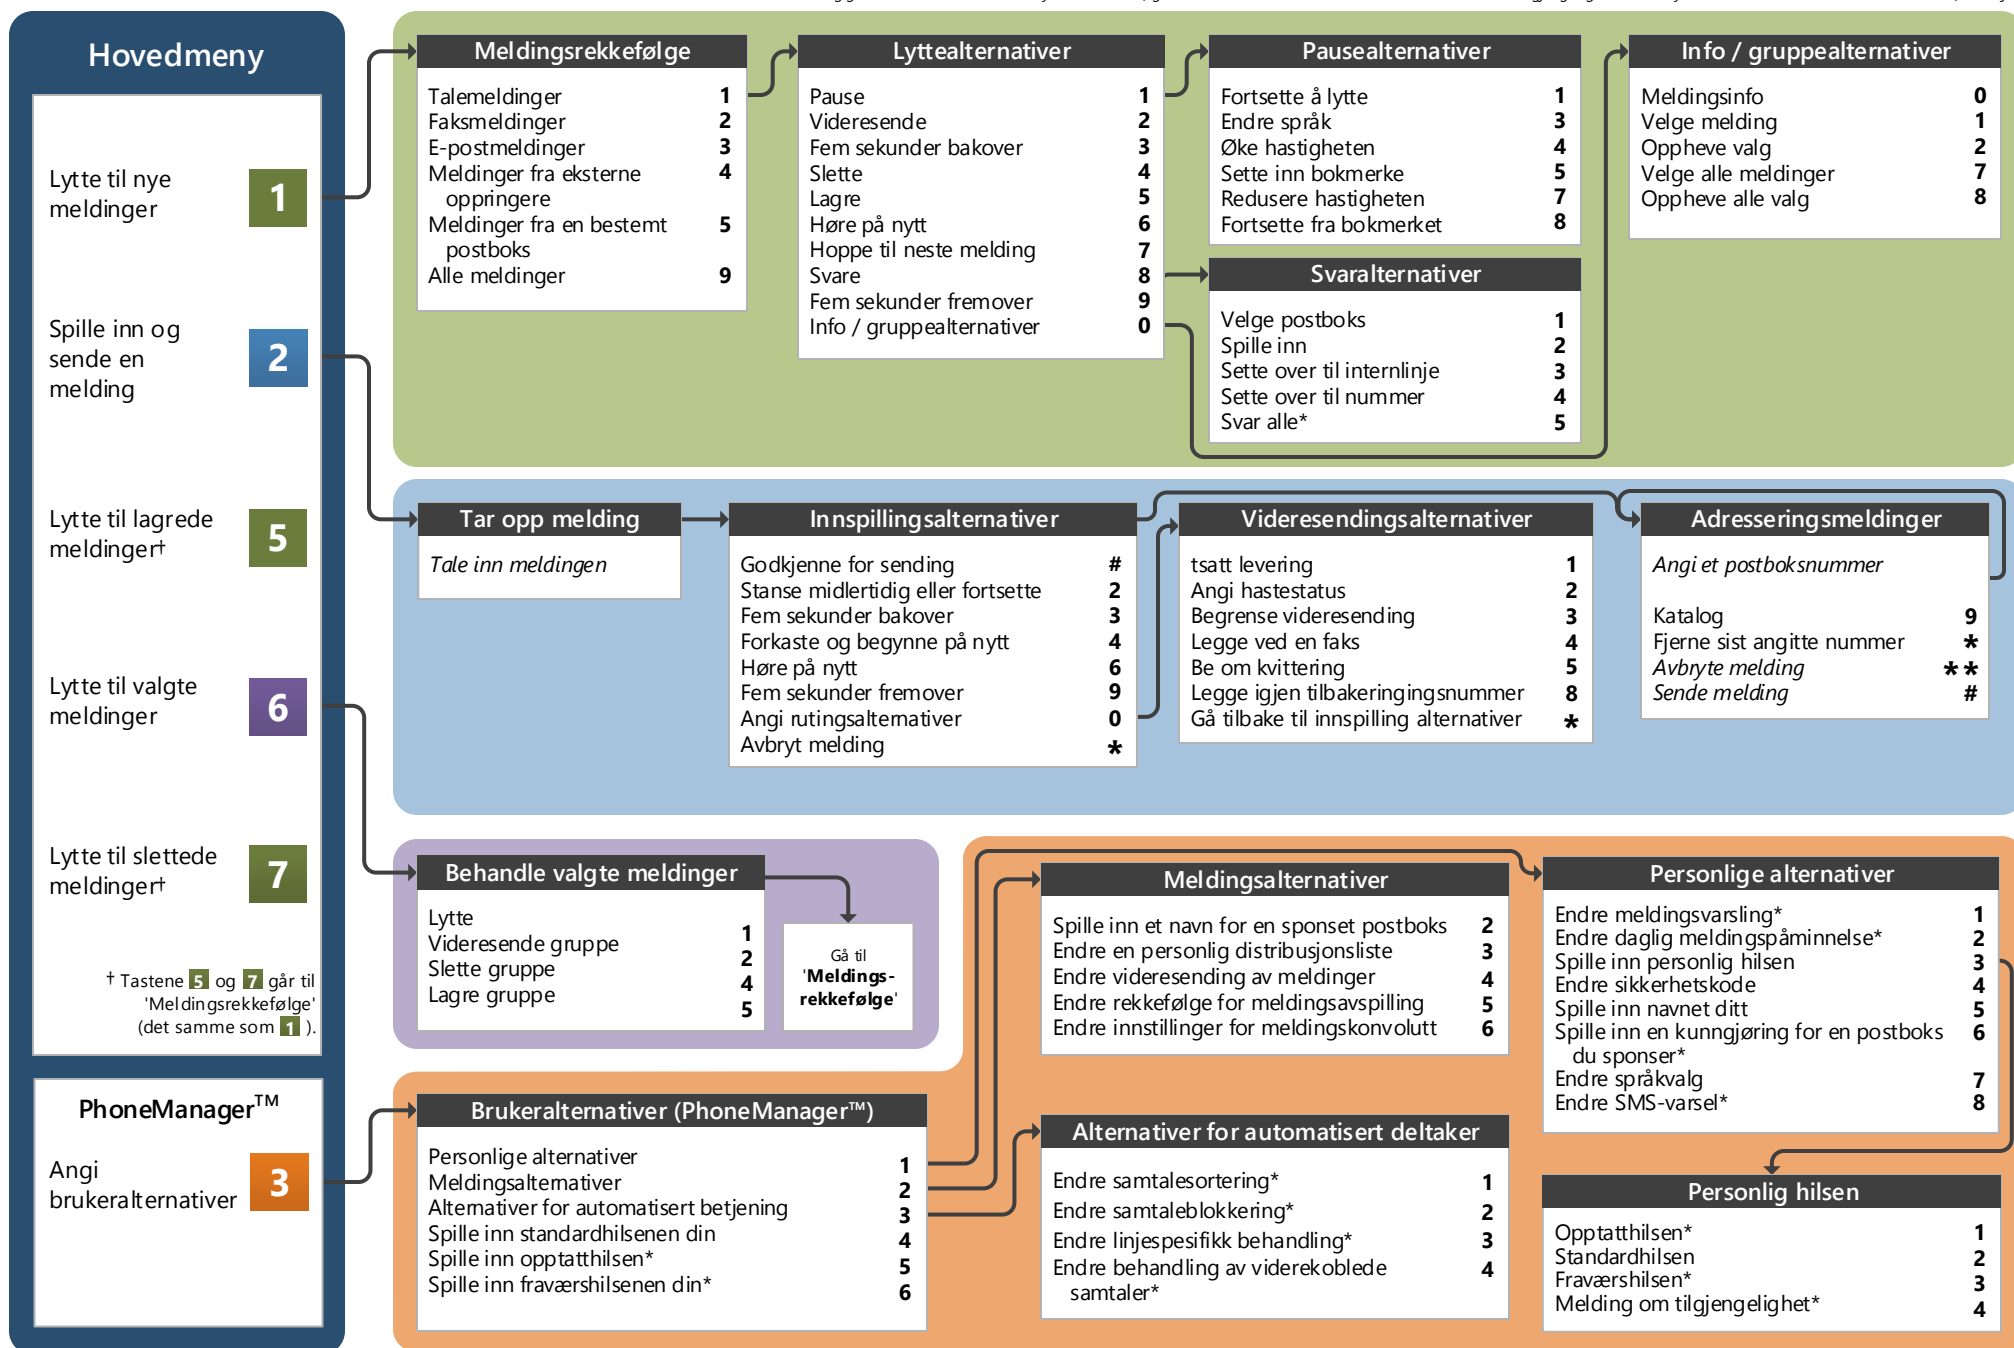 Hovedmeny
Lytte til nye
meldinger
1
Spille inn og
sende en
melding
2
Lytte til lagrede
meldinger†
5
Lytte til valgte
meldinger
6
Lytte til slettede
meldinger†
7
† Tastene 5 og 7 går til
'Meldingsrekkefølge'
(det samme som 1 ).
PhoneManager™
Angi
brukeralternativer
3
Meldingsrekkefølge
Talemeldinger 1
Faksmeldinger 2
E-postmeldinger 3
Meldinger fra eksterne 4
oppringere
Meldinger fra en bestemt 5
postboks
Alle meldinger 9
Lyttealternativer
Pause 1
Videresende 2
Fem sekunder bakover 3
Slette 4
Lagre 5
Høre på nytt 6
Hoppe til neste melding 7
Svare 8
Fem sekunder fremover 9
Info / gruppealternativer 0
Pausealternativer
Fortsette å lytte 1
Endre språk 3
Øke hastigheten 4
Sette inn bokmerke 5
Redusere hastigheten 7
Fortsette fra bokmerket 8
Svaralternativer
Velge postboks 1
Spille inn 2
Sette over til internlinje 3
Sette over til nummer 4
Svar alle* 5
Info / gruppealternativer
Meldingsinfo 0
Velge melding 1
Oppheve valg 2
Velge alle meldinger 7
Oppheve alle valg 8
Tar opp melding
Tale inn meldingen
Innspillingsalternativer
Godkjenne for sending #
Stanse midlertidig eller fortsette 2
Fem sekunder bakover 3
Forkaste og begynne på nytt 4
Høre på nytt 6
Fem sekunder fremover 9
Angi rutingsalternativer 0
Avbryt melding *
Videresendingsalternativer
tsatt levering 1
Angi hastestatus 2
Begrense videresending 3
Legge ved en faks 4
Be om kvittering 5
Legge igjen tilbakeringingsnummer 8
Gå tilbake til innspilling alternativer *
Adresseringsmeldinger
Angi et postboksnummer
Katalog 9
Fjerne sist angitte nummer *
Avbryte melding **
Sende melding #
Behandle valgte meldinger
Lytte 1
Videresende gruppe 2
Slette gruppe 4
Lagre gruppe 5
Gå til
'Meldings-
rekkefølge'
Brukeralternativer (PhoneManager™)
Personlige alternativer 1
Meldingsalternativer 2
Alternativer for automatisert betjening 3
Spille inn standardhilsenen din 4
Spille inn opptatthilsen* 5
Spille inn fraværshilsenen din* 6
Meldingsalternativer
Spille inn et navn for en sponset postboks 2
Endre en personlig distribusjonsliste 3
Endre videresending av meldinger 4
Endre rekkefølge for meldingsavspilling 5
Endre innstillinger for meldingskonvolutt 6
Alternativer for automatisert deltaker
Endre samtalesortering* 1
Endre samtaleblokkering* 2
Endre linjespesifikk behandling* 3
Endre behandling av viderekoblede 4
samtaler*
Personlige alternativer
Endre meldingsvarsling* 1
Endre daglig meldingspåminnelse* 2
Spille inn personlig hilsen 3
Endre sikkerhetskode 4
Spille inn navnet ditt 5
Spille inn en kunngjøring for en postboks 6
du sponser*
Endre språkvalg 7
Endre SMS-varsel* 8
Personlig hilsen
Opptatthilsen* 1
Standardhilsen 2
Fraværshilsen* 3
Melding om tilgjengelighet* 4